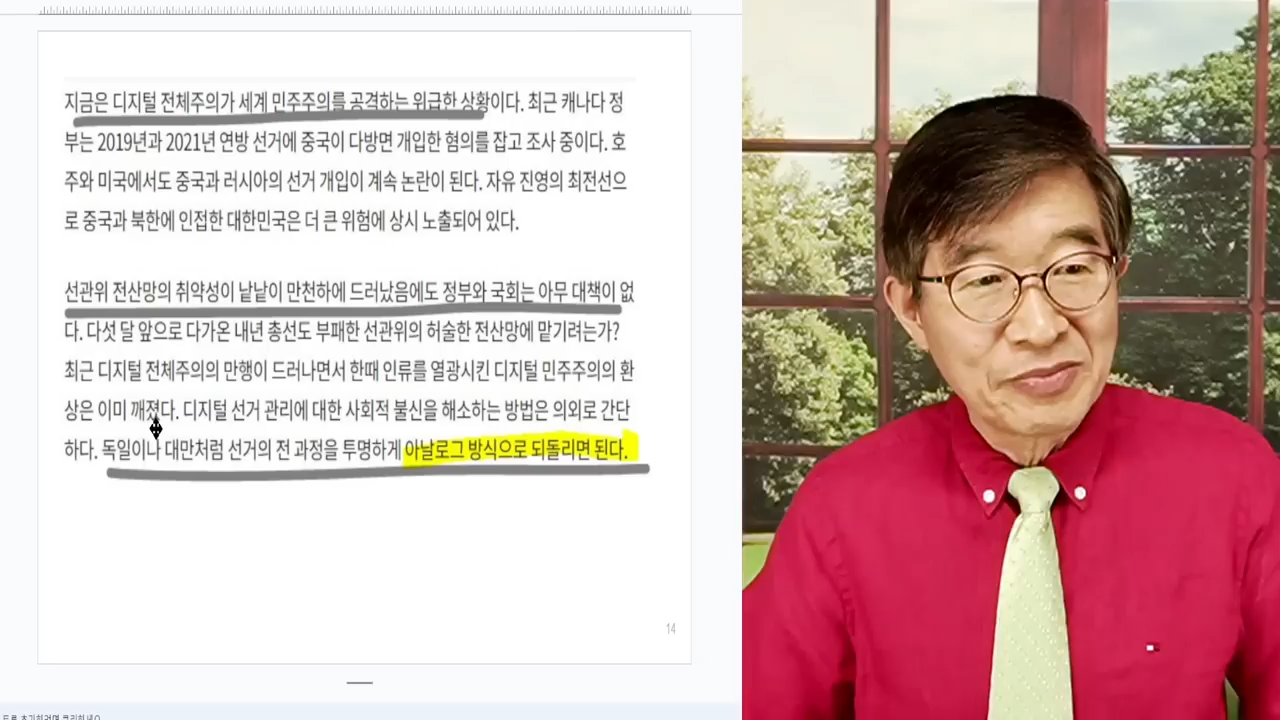 지금은 디지털 전체주의가 세계 민주주의를 공격하는 위급한 상황이다. 최근 캐나다 정
부는 2019년과 2021년 연방 선거에 중국이 다방면 개입한 혐의를 잡고 조사 중이다. 호
주와 미국에서도 중국과 러시아의 선거 개입이 계속 논란이 된다. 자유 진영의 최전선으
로 중국과 북한에 인접한 대한민국은 더 큰 위험에 상시 노출되어 있다.
선관위 전산망의 취약성이 낱낱이 만천하에 드러났음에도 정부와 국회는 아무 대책이 없
다. 다섯 달 앞으로 다가온 내년 총선도 부패한 선관위의 허술한 전산망에 맡기려는가?
최근 디지털 전체주의의 만행이 드러나면서 한때 인류를 열광시킨 디지털 민주주의의 환
상은 이미 깨졌다. 디지털 선거 관리에 대한 사회적 불신을 해소하는 방법은 의외로 간단
하다. 독일이나 대만처럼 선거의 전 과정을 투명하게 아날로그 방식으로 되돌리면 된다.
14